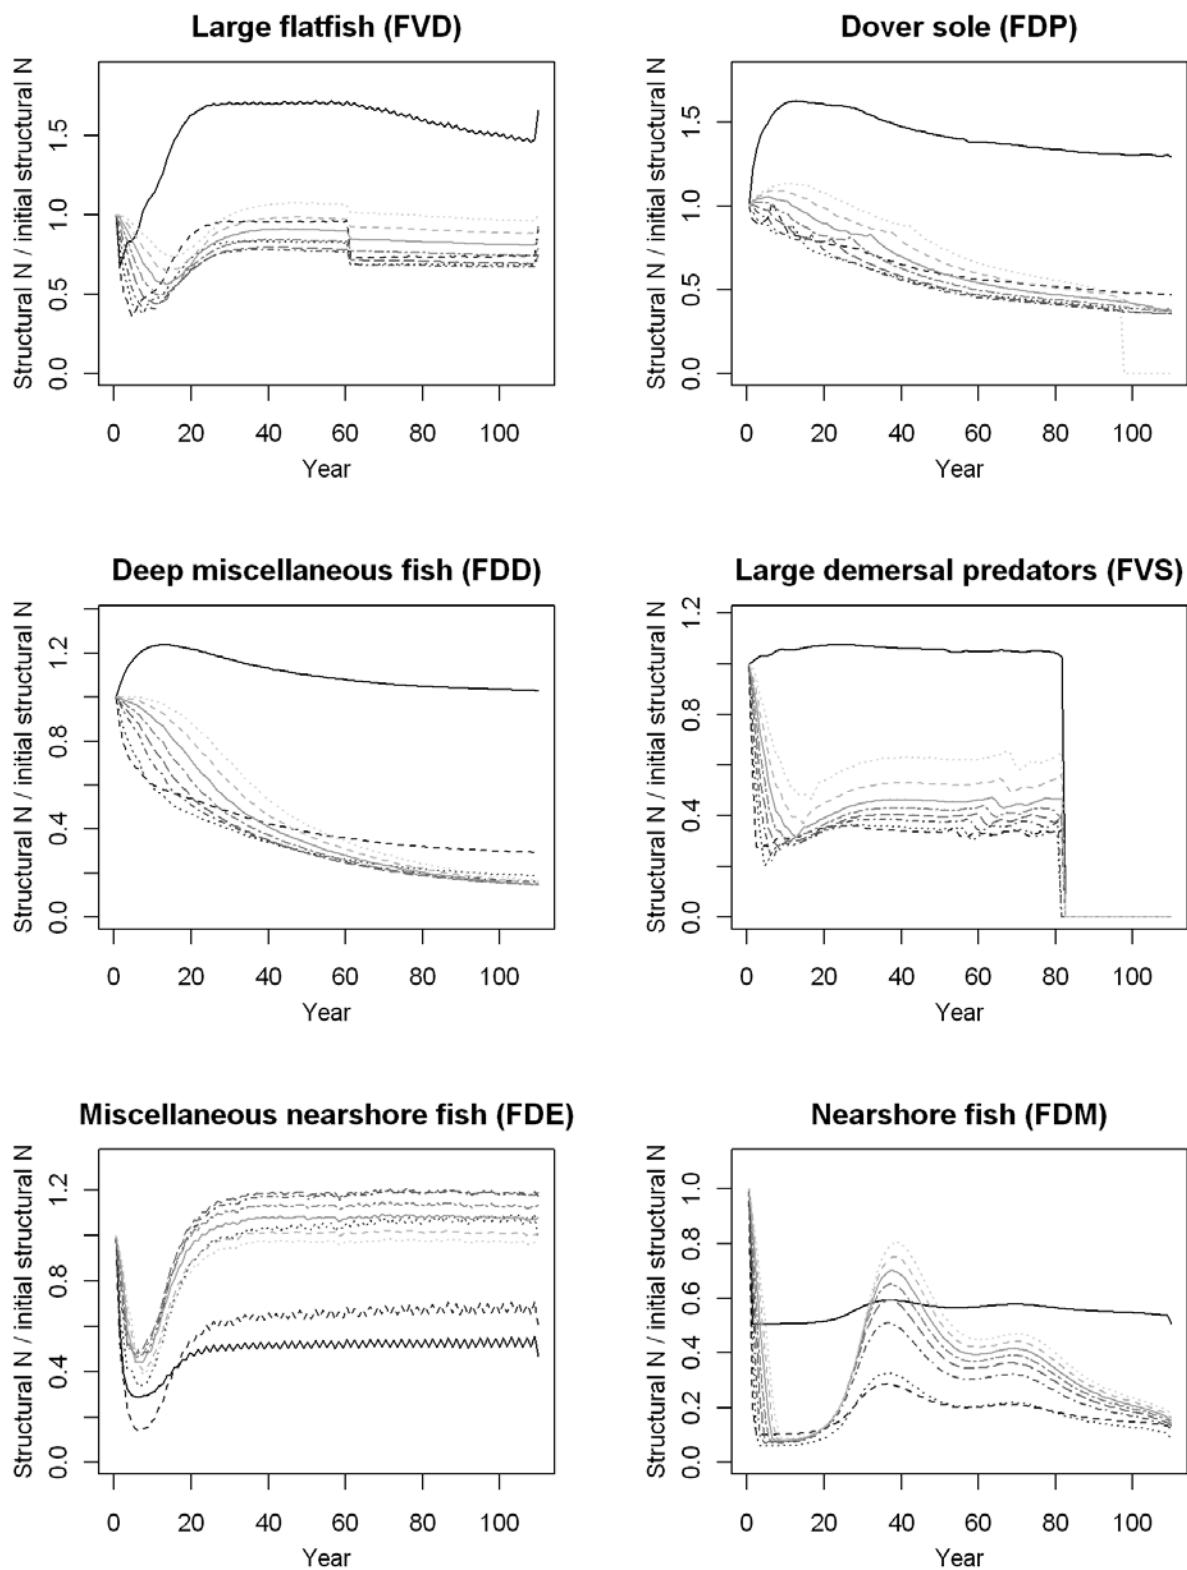 Large flatfish (FVD)
Structural N / initial structural N
0.0 0.5 1.0 1.5
0 20 40 60 80 100
Year
Dover sole (FDP)
Structural N / initial structural N
0.0 0.5 1.0 1.5
0 20 40 60 80 100
Year
Deep miscellaneous fish (FDD)
Structural N / initial structural N
0.0 0.4 0.8 1.2
0 20 40 60 80 100
Year
Large demersal predators (FVS)
Structural N / initial structural N
0.0 0.4 0.8 1.2
0 20 40 60 80 100
Year
Miscellaneous nearshore fish (FDE)
Structural N / initial structural N
0.0 0.4 0.8 1.2
0 20 40 60 80 100
Year
Nearshore fish (FDM)
Structural N / initial structural N
0.0 0.2 0.4 0.6 0.8 1.0
0 20 40 60 80 100
Year